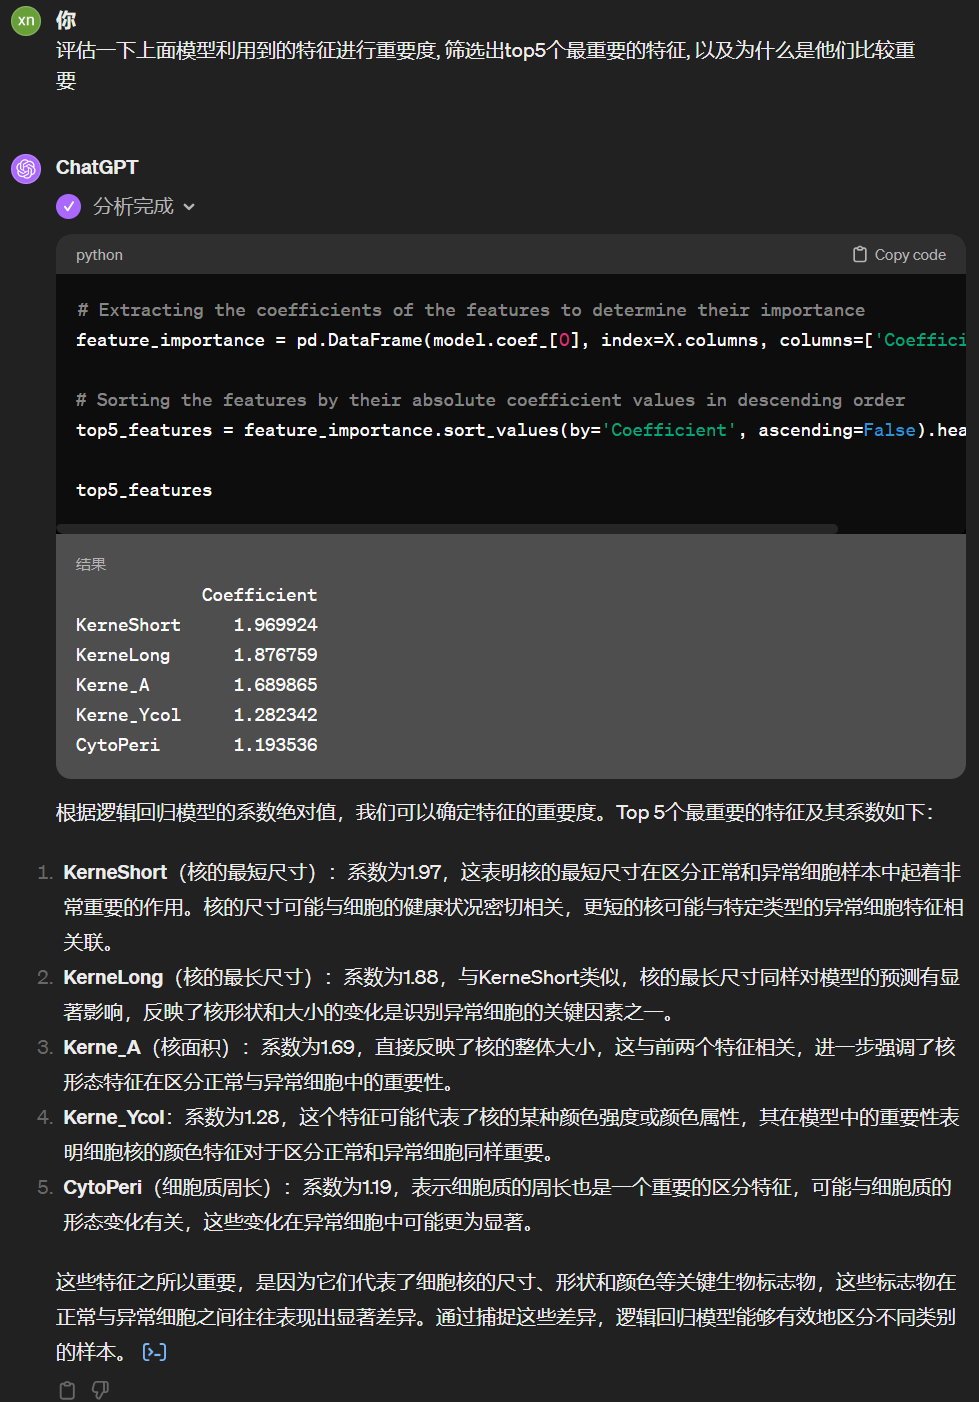 xn
你
评估一下上面模型利用到的特征进行重要度, 筛选出top5个最重要的特征, 以及为什么是他们比较重
要
ChatGPT
分析完成
python
Copy code
# Extracting the coefficients of the features to determine their importance
feature_importance = pd.DataFrame(model.coef_[0], index=X.columns, columns=['Coeffici
# Sorting the features by their absolute coefficient values in descending order
top5_features = feature_importance.sort_values(by='Coefficient', ascending=False).hea
top5_features
结果
Coefficient
KerneShort 1.969924
KerneLong 1.876759
Kerne_A 1.689865
Kerne_Ycol 1.282342
CytoPeri 1.193536
根据逻辑回归模型的系数绝对值，我们可以确定特征的重要度。Top 5个最重要的特征及其系数如下：
1. KerneShort（核的最短尺寸）：系数为1.97，这表明核的最短尺寸在区分正常和异常细胞样本中起着非
常重要的作用。核的尺寸可能与细胞的健康状况密切相关，更短的核可能与特定类型的异常细胞特征相
关联。
2. KerneLong（核的最长尺寸）：系数为1.88，与KerneShort类似，核的最长尺寸同样对模型的预测有显
著影响，反映了核形状和大小的变化是识别异常细胞的关键因素之一。
3. Kerne_A（核面积）：系数为1.69，直接反映了核的整体大小，这与前两个特征相关，进一步强调了核
形态特征在区分正常与异常细胞中的重要性。
4. Kerne_Ycol：系数为1.28，这个特征可能代表了核的某种颜色强度或颜色属性，其在模型中的重要性表
明细胞核的颜色特征对于区分正常和异常细胞同样重要。
5. CytoPeri（细胞质周长）：系数为1.19，表示细胞质的周长也是一个重要的区分特征，可能与细胞质的
形态变化有关，这些变化在异常细胞中可能更为显著。
这些特征之所以重要，是因为它们代表了细胞核的尺寸、形状和颜色等关键生物标志物，这些标志物在
正常与异常细胞之间往往表现出显著差异。通过捕捉这些差异，逻辑回归模型能够有效地区分不同类别
的样本。 [>-]